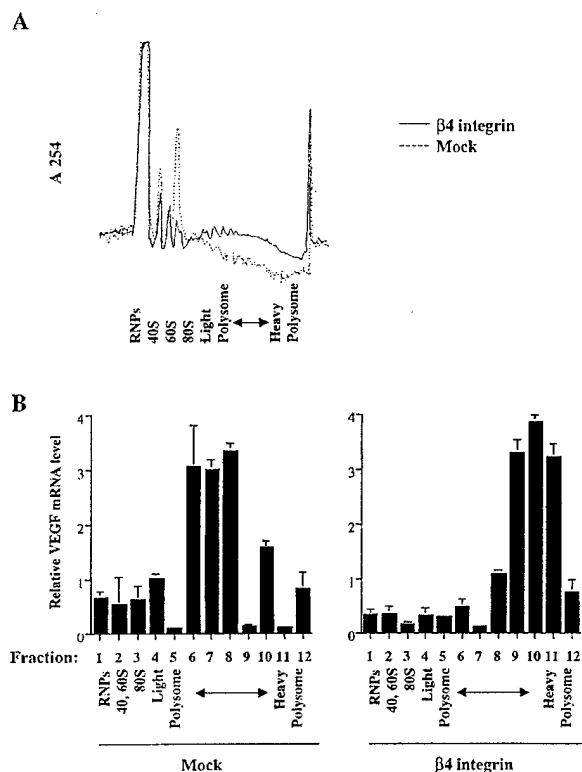 A
A 254
β4 integrin
Mock
RNPs
40S
60S
80S
Light
Polysome
Heavy
Polysome
B
Relative VEGF mRNA level
4
3
2
1
0
4
3
2
1
0
Fraction: 1 2 3 4 5 6 7 8 9 10 11 12
1 2 3 4 5 6 7 8 9 10 11 12
RNPs
40, 60S
80S
Light
Polysome
Heavy
Polysome
RNPs
40, 60S
80S
Light
Polysome
Heavy
Polysome
Mock
β4 integrin